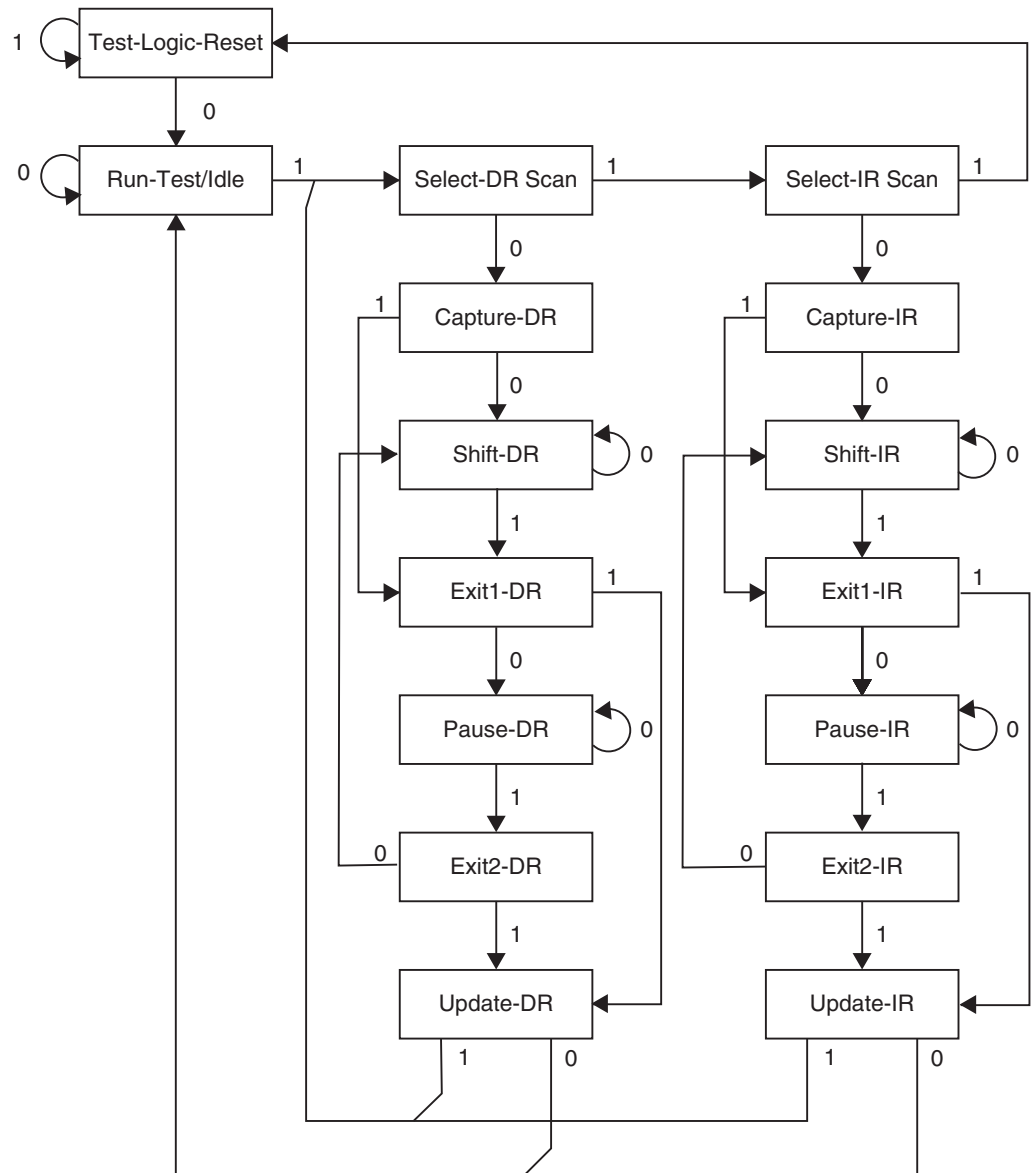 Test-Logic-Reset
1
0
Run-Test/Idle
0
1
Select-DR Scan
1
Select-IR Scan
1
0
0
1
Capture-DR
1
Capture-IR
0
0
Shift-DR
0
Shift-IR
0
1
1
Exit1-DR
1
Exit1-IR
1
0
0
Pause-DR
0
Pause-IR
0
1
1
0
Exit2-DR
0
Exit2-IR
1
1
Update-DR
Update-IR
1
0
1
0